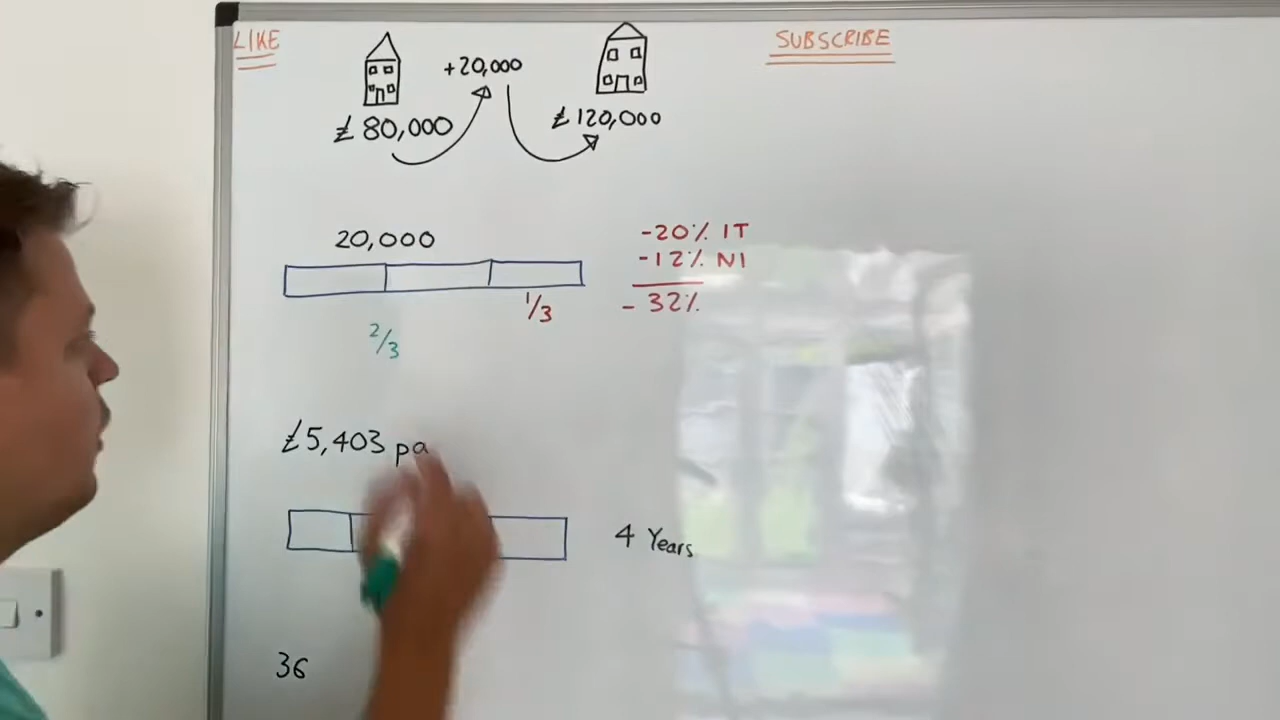 LIKE
SUBSCRIBE
+20,000
£80,000
£120,000
20,000
-20% IT
-12% NI
- 32%
1/3
2/3
£5,403 pa
4 Years
36